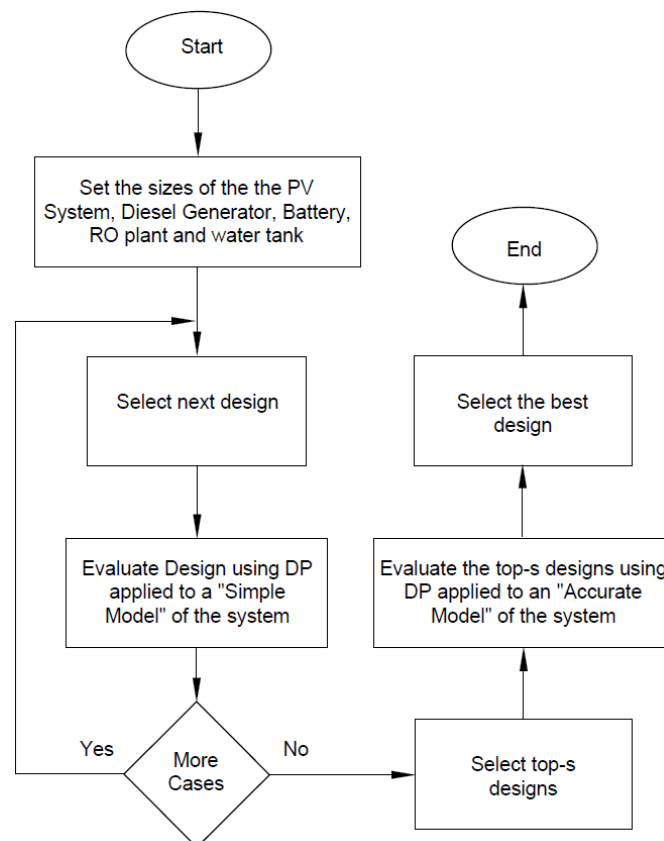 Start
Set the sizes of the the PV
System, Diesel Generator, Battery,
RO plant and water tank
Select next design
Evaluate Design using DP
applied to a "Simple
Model" of the system
More
Cases
Yes
No
Select top-s
designs
Evaluate the top-s designs using
DP applied to an "Accurate
Model" of the system
Select the best
design
End